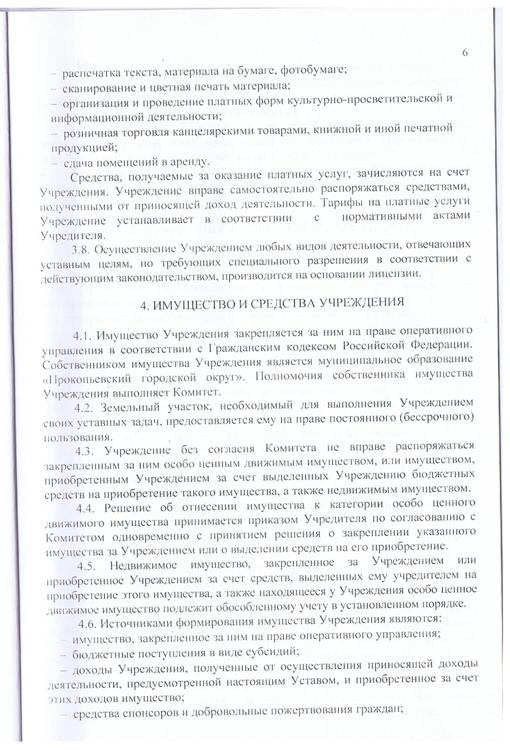 6
– распечатка текста, материала на бумаге, фотобумаге;
– сканирование и цветная печать материала;
– организация и проведение платных форм культурно-просветительской и
информационной деятельности;
– розничная торговля канцелярскими товарами, книжной и иной печатной
продукцией;
– сдача помещений в аренду.
Средства, получаемые за оказание платных услуг, зачисляются на счет
Учреждения. Учреждение вправе самостоятельно распоряжаться средствами,
полученными от приносящей доход деятельности. Тарифы на платные услуги
Учреждение устанавливает в соответствии с нормативными актами
Учредителя.
3.8. Осуществление Учреждением любых видов деятельности, отвечающих
уставным целям, но требующих специального разрешения в соответствии с
действующим законодательством, производится на основании лицензии.
4. ИМУЩЕСТВО И СРЕДСТВА УЧРЕЖДЕНИЯ
4.1. Имущество Учреждения закрепляется за ним на праве оперативного
управления в соответствии с Гражданским кодексом Российской Федерации.
Собственником имущества Учреждения является муниципальное образование
«Прокопьевский городской округ». Полномочия собственника имущества
Учреждения выполняет Комитет.
4.2. Земельный участок, необходимый для выполнения Учреждением
своих уставных задач, предоставляется ему на праве постоянного (бессрочного)
пользования.
4.3. Учреждение без согласия Комитета не вправе распоряжаться
закрепленным за ним особо ценным движимым имуществом, или имуществом,
приобретенным Учреждением за счет выделенных Учреждению бюджетных
средств на приобретение такого имущества, а также недвижимым имуществом.
4.4. Решение об отнесении имущества к категории особо ценного
движимого имущества принимается приказом Учредителя по согласованию с
Комитетом одновременно с принятием решения о закреплении указанного
имущества за Учреждением или о выделении средств на его приобретение.
4.5. Недвижимое имущество, закрепленное за Учреждением или
приобретенное Учреждением за счет средств, выделенных ему учредителем на
приобретение этого имущества, а также находящееся у Учреждения особо ценное
движимое имущество подлежит обособленному учету в установленном порядке.
4.6. Источниками формирования имущества Учреждения являются:
– имущество, закрепленное за ним на праве оперативного управления;
– бюджетные поступления в виде субсидий;
– доходы Учреждения, полученные от осуществления приносящей доходы
деятельности, предусмотренной настоящим Уставом, и приобретенное за счет
этих доходов имущество;
– средства спонсоров и добровольные пожертвования граждан;